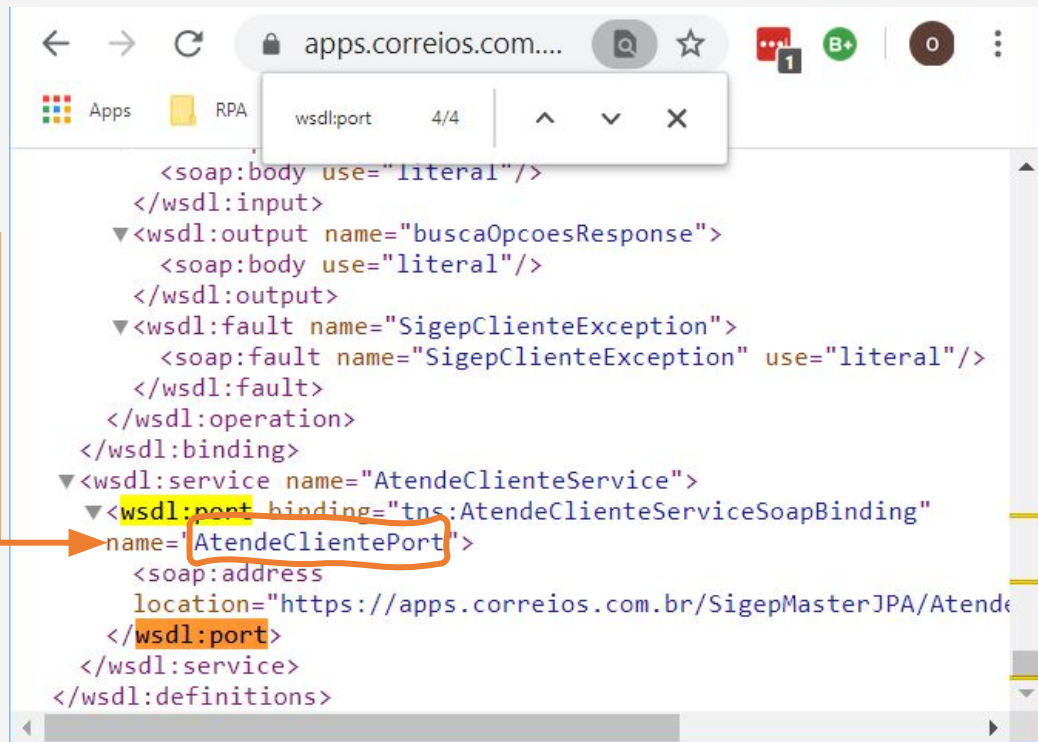 apps.correios.com....
1
B+
O
Apps
RPA
wsdl:port 4/4
<soap:body use="literal"/>
</wsdl:input>
▼<wsdl:output name="buscaOpcoesResponse">
<soap:body use="literal"/>
</wsdl:output>
▼<wsdl:fault name="SigepClienteException">
<soap:fault name="SigepClienteException" use="literal"/>
</wsdl:fault>
</wsdl:operation>
</wsdl:binding>
▼<wsdl:service name="AtendeClienteService">
▼<wsdl:port binding="tns:AtendeClienteServiceSoapBinding"
name="AtendeClientePort">
<soap:address
location="https://apps.correios.com.br/SigepMasterJPA/Atende
</wsdl:port>
</wsdl:service>
</wsdl:definitions>